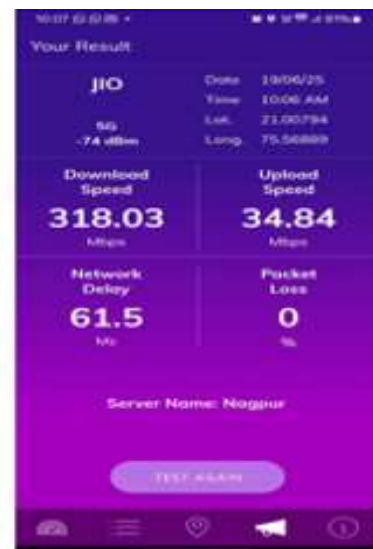 10:07
Your Result
JIO
5G
-74 dBm
Date 19/06/25
Time 10:06 AM
Lat. 21.00794
Long. 75.56889
Download
Speed
318.03
Mbps
Upload
Speed
34.84
Mbps
Network
Delay
61.5
Ms
Packet
Loss
0
%
Server Name: Nagpur
TEST AGAIN